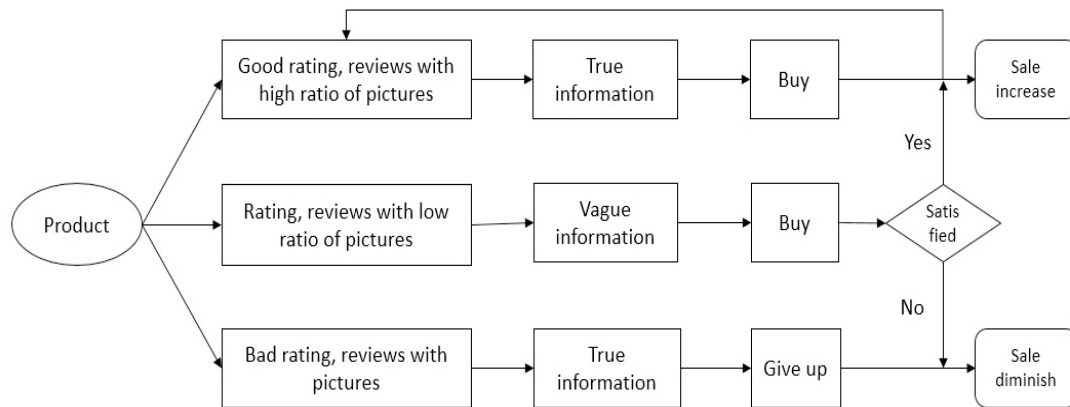 Good rating, reviews with
high ratio of pictures
True
information
Buy
Sale
increase
Yes
Product
Rating, reviews with low
ratio of pictures
Vague
information
Buy
Satis
fied
No
Bad rating, reviews with
pictures
True
information
Give up
Sale
diminish